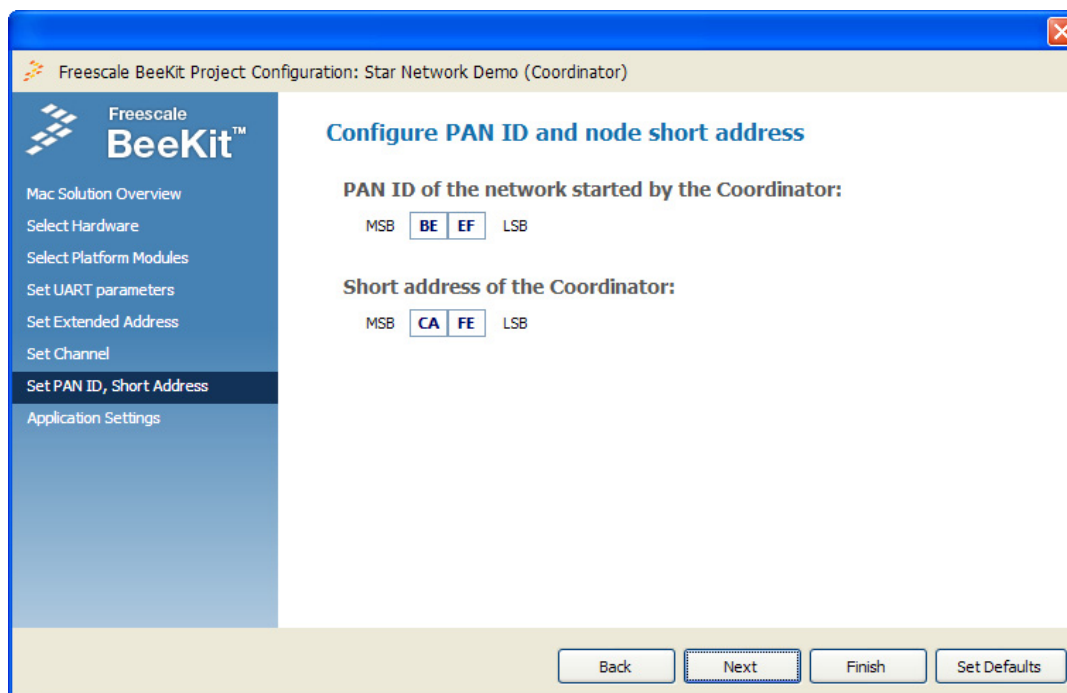 Freescale BeeKit Project Configuration: Star Network Demo (Coordinator)
Freescale
BeeKit™
Mac Solution Overview
Select Hardware
Select Platform Modules
Set UART parameters
Set Extended Address
Set Channel
Set PAN ID, Short Address
Application Settings
Configure PAN ID and node short address
PAN ID of the network started by the Coordinator:
MSB BE EF LSB
Short address of the Coordinator:
MSB CA FE LSB
Back Next Finish Set Defaults